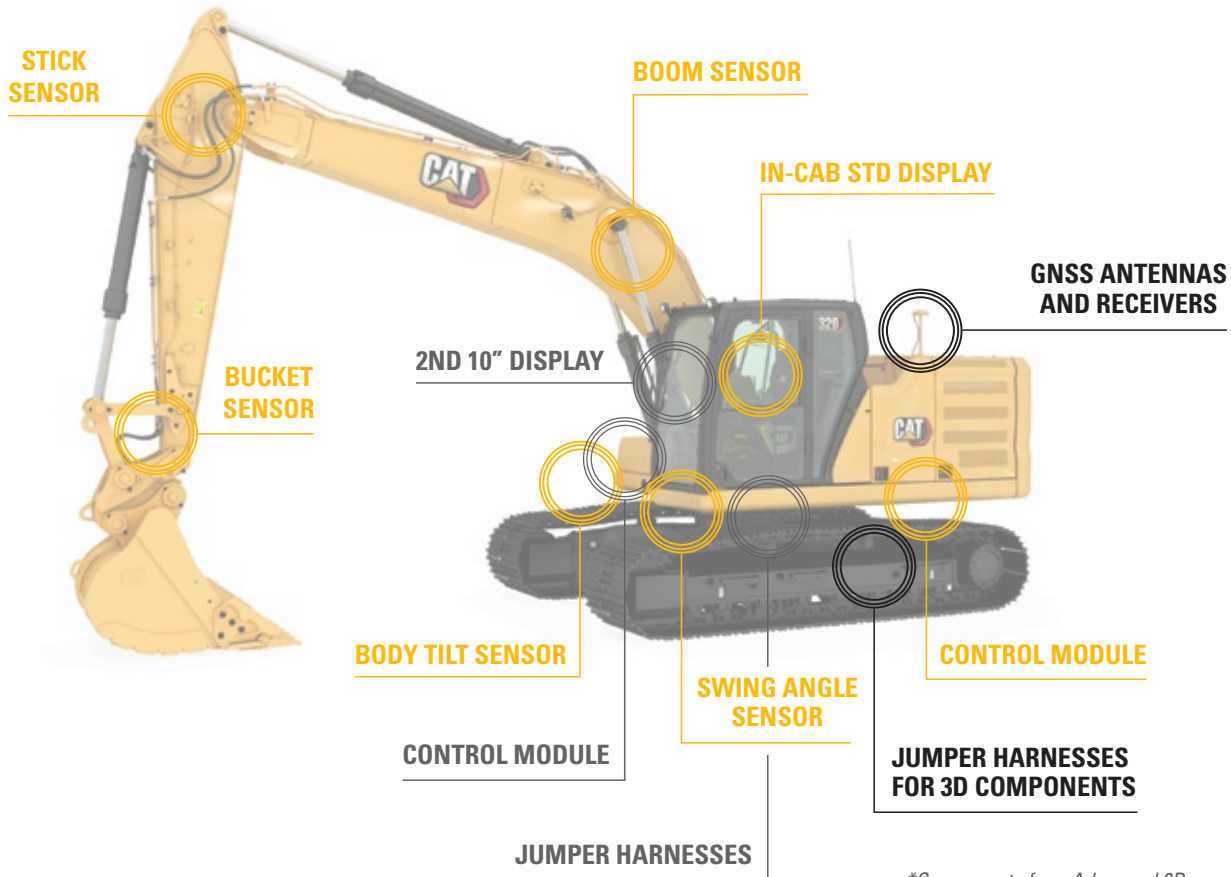 STICK
SENSOR
BOOM SENSOR
IN-CAB STD DISPLAY
GNSS ANTENNAS
AND RECEIVERS
CAT
320
2ND 10” DISPLAY
BUCKET
SENSOR
CAT
BODY TILT SENSOR
SWING ANGLE
SENSOR
CONTROL MODULE
CONTROL MODULE
JUMPER HARNESSES
FOR 3D COMPONENTS
JUMPER HARNESSES